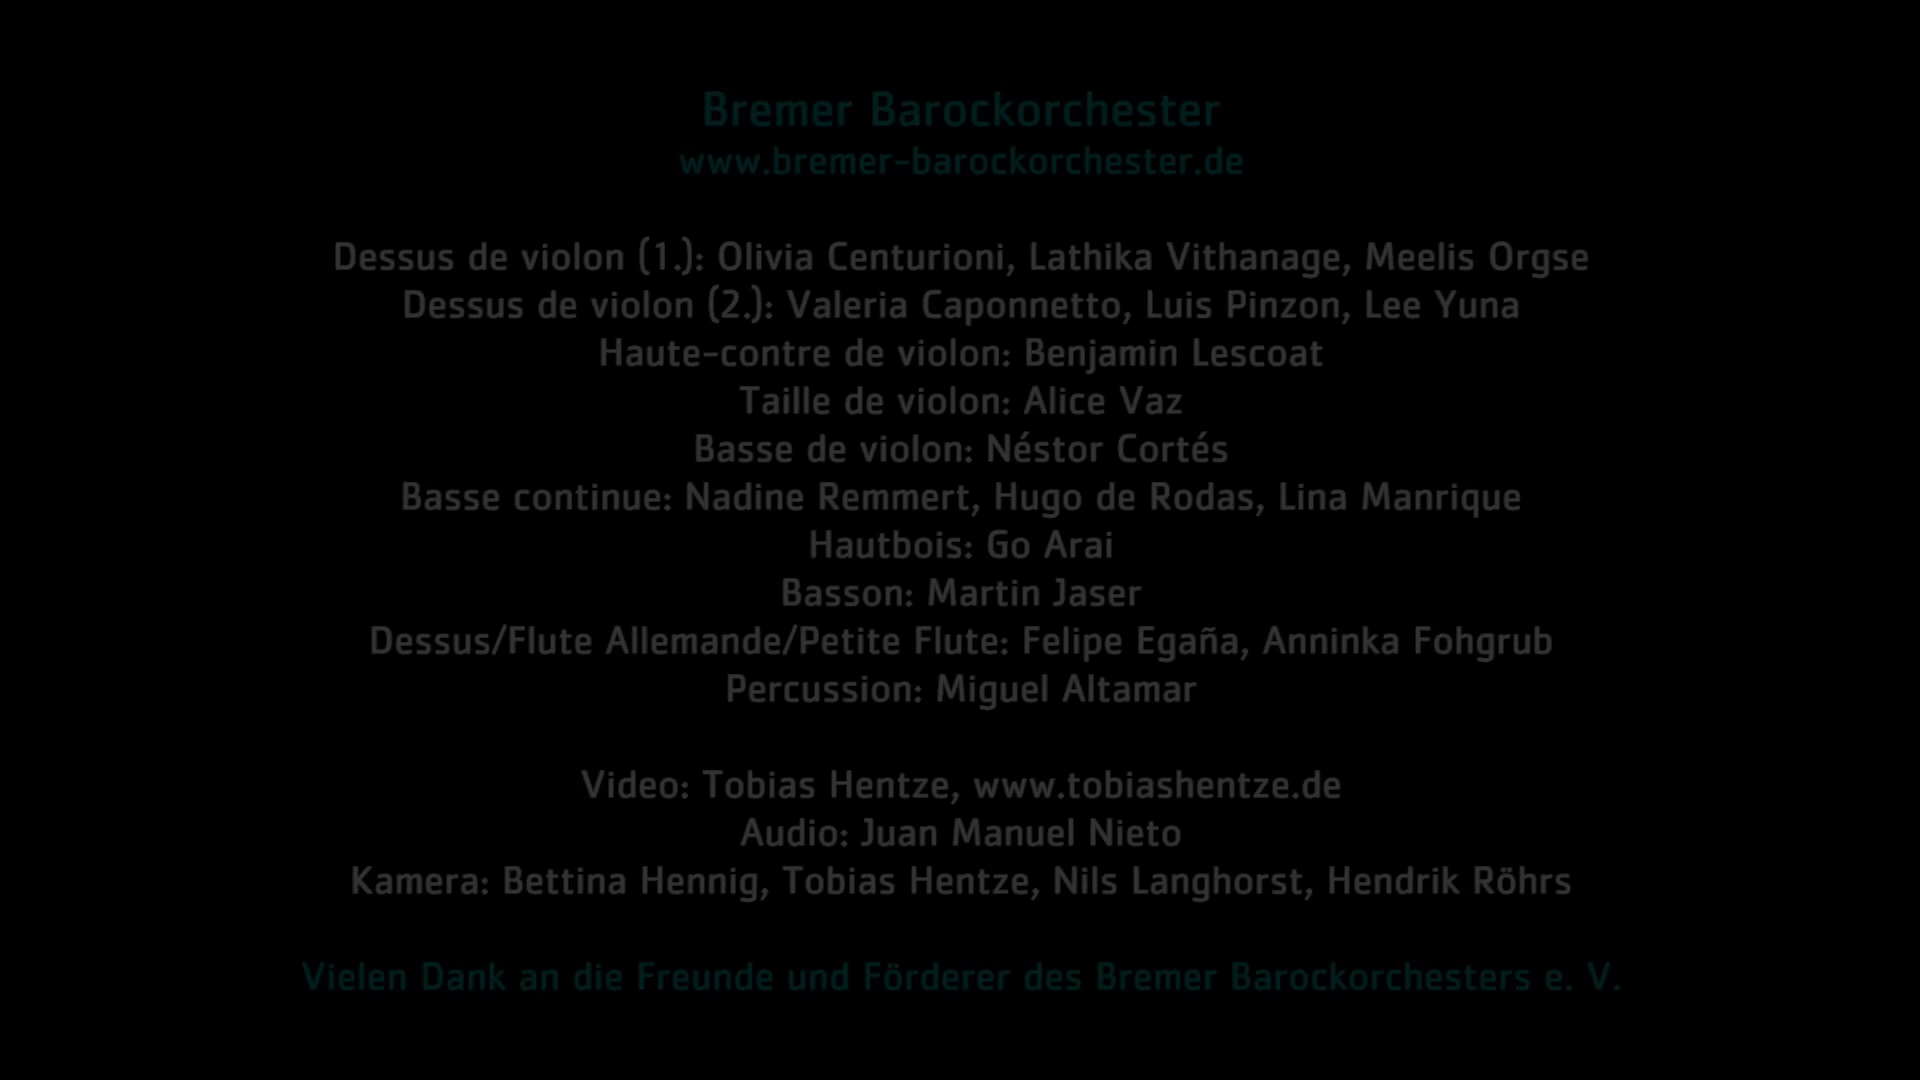 Bremer Barockorchester
www.bremer-barockorchester.de
Dessus de violon (1.): Olivia Centurioni, Lathika Vithanage, Meelis Orgse
Dessus de violon (2.): Valeria Caponnetto, Luis Pinzon, Lee Yuna
Haute-contre de violon: Benjamin Lescoat
Taille de violon: Alice Vaz
Basse de violon: Néstor Cortés
Basse continue: Nadine Remmert, Hugo de Rodas, Lina Manrique
Hautbois: Go Arai
Basson: Martin Jaser
Dessus/Flute Allemande/Petite Flute: Felipe Egaña, Anninka Fohgrub
Percussion: Miguel Altamar
Video: Tobias Hentze, www.tobiashentze.de
Audio: Juan Manuel Nieto
Kamera: Bettina Hennig, Tobias Hentze, Nils Langhorst, Hendrik Röhrs
Vielen Dank an die Freunde und Förderer des Bremer Barockorchesters e. V.